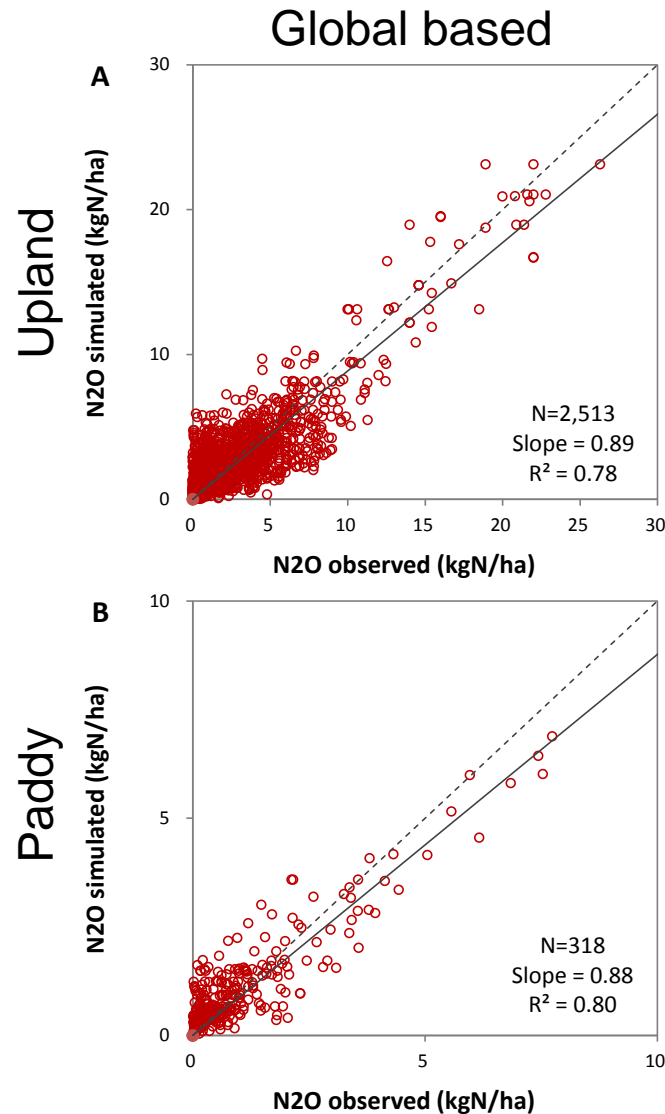 Global based
Upland
A
N2O simulated (kgN/ha)
30
20
10
0
0 5 10 15 20 25 30
N2O observed (kgN/ha)
N=2,513
Slope = 0.89
R² = 0.78
Paddy
B
N2O simulated (kgN/ha)
10
5
0
0 5 10
N2O observed (kgN/ha)
N=318
Slope = 0.88
R² = 0.80